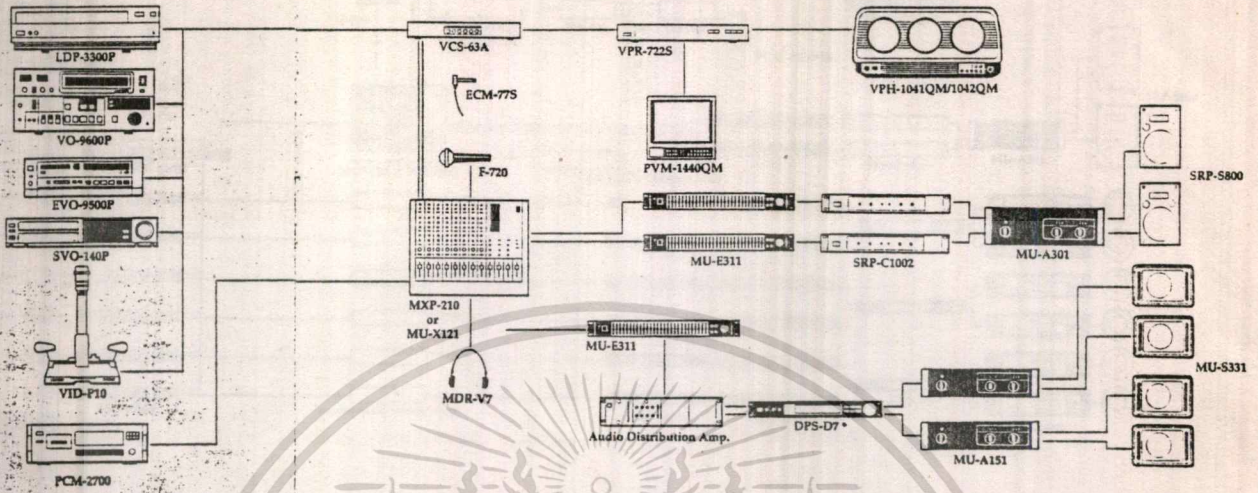 LDP-3300P
VO-9600P
EVO-9500P
SVO-140P
VID-P10
PCM-2700
VCS-63A
ECM-77S
F-720
MXP-210
or
MU-X121
MDR-V7
VPR-722S
PVM-1440QM
VPH-1041QM/1042QM
MU-E311
SRP-C1002
MU-A301
SRP-S800
MU-E311
Audio Distribution Amp.
DPS-D7 *
MU-A151
MU-S331